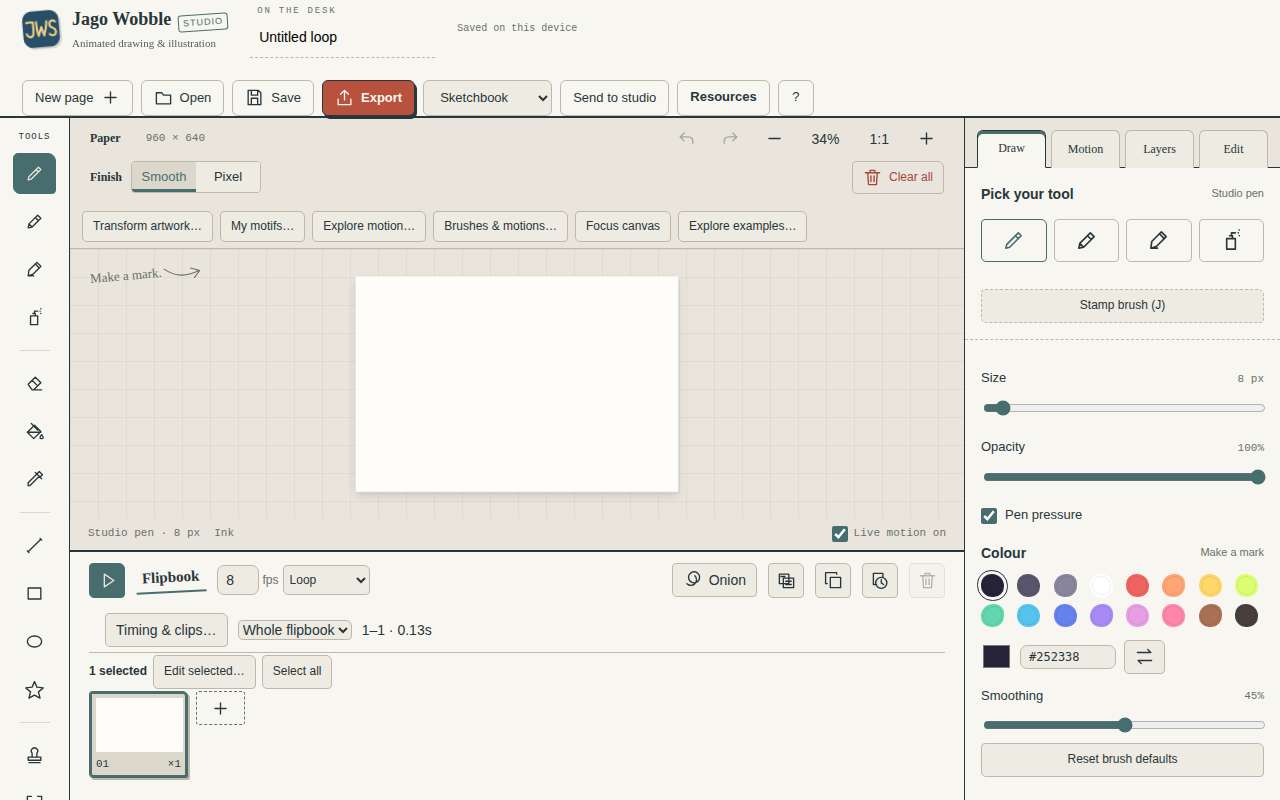 JWS
Jago Wobble STUDIO
Animated drawing & illustration
ON THE DESK
Untitled loop
Saved on this device
New page
Open
Save
Export
Sketchbook
Send to studio
Resources
?
TOOLS
Paper 960 × 640
34% 1:1
Finish Smooth Pixel
Clear all
Transform artwork… My motifs… Explore motion… Brushes & motions… Focus canvas Explore examples…
Make a mark.
Studio pen · 8 px Ink
Live motion on
Flipbook 8 fps Loop
Onion
Timing & clips… Whole flipbook 1–1 · 0.13s
1 selected Edit selected… Select all
01 ×1
Draw Motion Layers Edit
Pick your tool Studio pen
Stamp brush (J)
Size 8 px
Opacity 100%
Pen pressure
Colour Make a mark
#252338
Smoothing 45%
Reset brush defaults